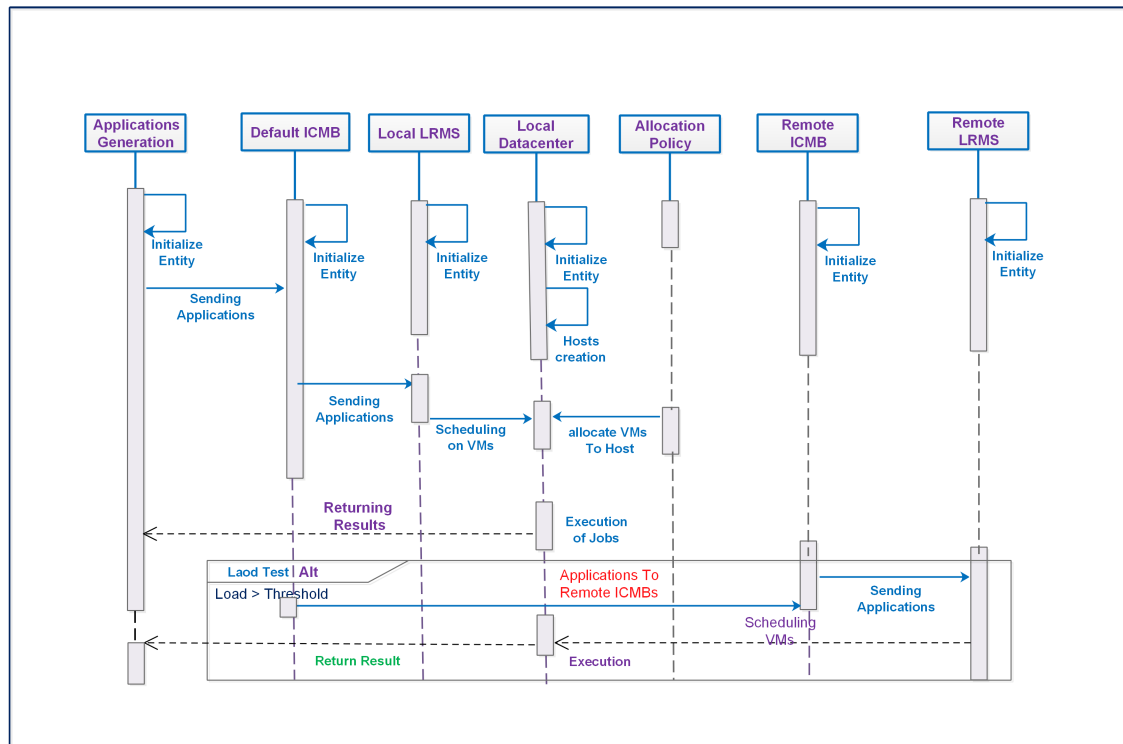 Applications
Generation
Default ICMB
Local LRMS
Local
Datacenter
Allocation
Policy
Remote
ICMB
Remote
LRMS
Initialize
Entity
Initialize
Entity
Initialize
Entity
Initialize
Entity
Initialize
Entity
Initialize
Entity
Sending
Applications
Hosts
creation
Sending
Applications
Scheduling
on VMs
allocate VMs
To Host
Returning
Results
Execution
of Jobs
Laod Test Alt
Load > Threshold
Applications To
Remote ICMBs
Sending
Applications
Scheduling
VMs
Return Result
Execution